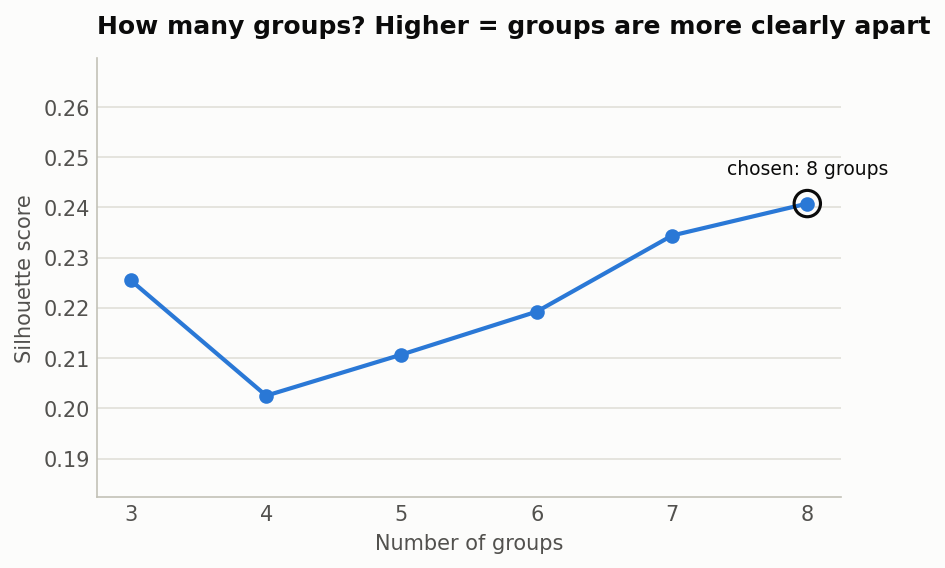 How many groups? Higher = groups are more clearly apart
0.26
0.25
0.24
0.23
0.22
0.21
0.20
0.19
Silhouette score
chosen: 8 groups
3 4 5 6 7 8
Number of groups